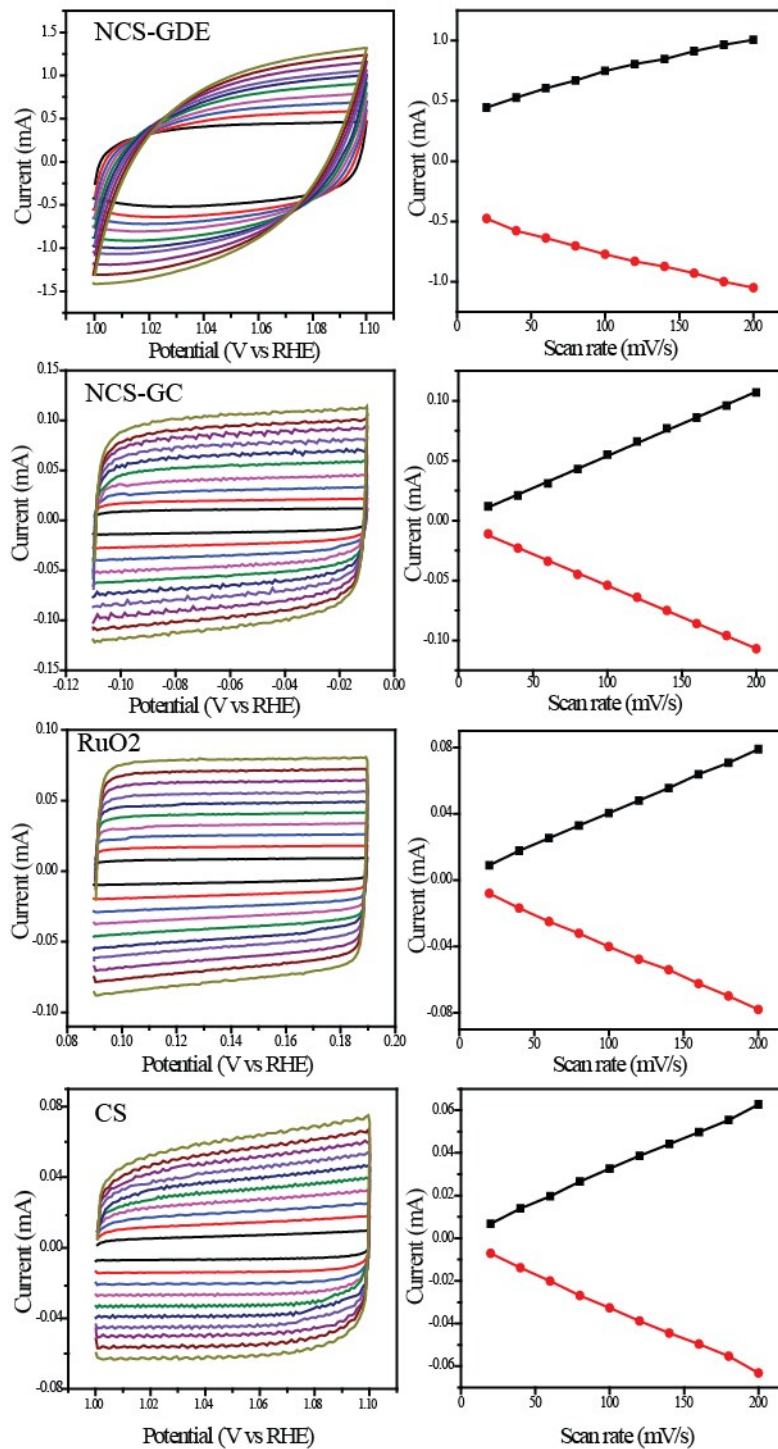 NCS-GDE
1.5
1.0
0.5
0.0
-0.5
-1.0
-1.5
Current (mA)
1.00 1.02 1.04 1.06 1.08 1.10
Potential (V vs RHE)
1.0
0.5
0.0
-0.5
-1.0
Current (mA)
0 50 100 150 200
Scan rate (mV/s)
NCS-GC
0.15
0.10
0.05
0.00
-0.05
-0.10
-0.15
Current (mA)
-0.12 -0.10 -0.08 -0.06 -0.04 -0.02 0.00
Potential (V vs RHE)
0.10
0.05
0.00
-0.05
-0.10
Current (mA)
0 50 100 150 200
Scan rate (mV/s)
RuO2
0.10
0.05
0.00
-0.05
-0.10
Current (mA)
0.08 0.10 0.12 0.14 0.16 0.18 0.20
Potential (V vs RHE)
0.08
0.04
0.00
-0.04
-0.08
Current (mA)
0 50 100 150 200
Scan rate (mV/s)
CS
0.08
0.04
0.00
-0.04
-0.08
Current (mA)
1.00 1.02 1.04 1.06 1.08 1.10
Potential (V vs RHE)
0.06
0.04
0.02
0.00
-0.02
-0.04
-0.06
Current (mA)
0 50 100 150 200
Scan rate (mV/s)